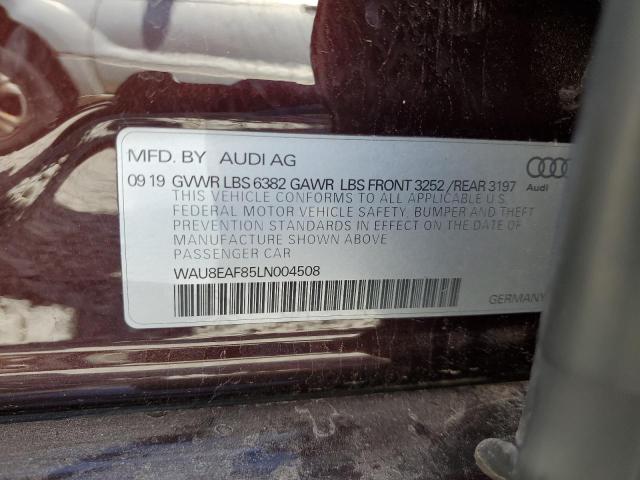 MFD. BY AUDI AG
09 19 GVWR LBS 6382 GAWR LBS FRONT 3252 / REAR 3197
THIS VEHICLE CONFORMS TO ALL APPLICABLE U.S.
FEDERAL MOTOR VEHICLE SAFETY, BUMPER AND THEFT
PREVENTION STANDARDS IN EFFECT ON THE DATE OF
MANUFACTURE SHOWN ABOVE
PASSENGER CAR
WAU8EAF85LN004508
Audi
GERMANY